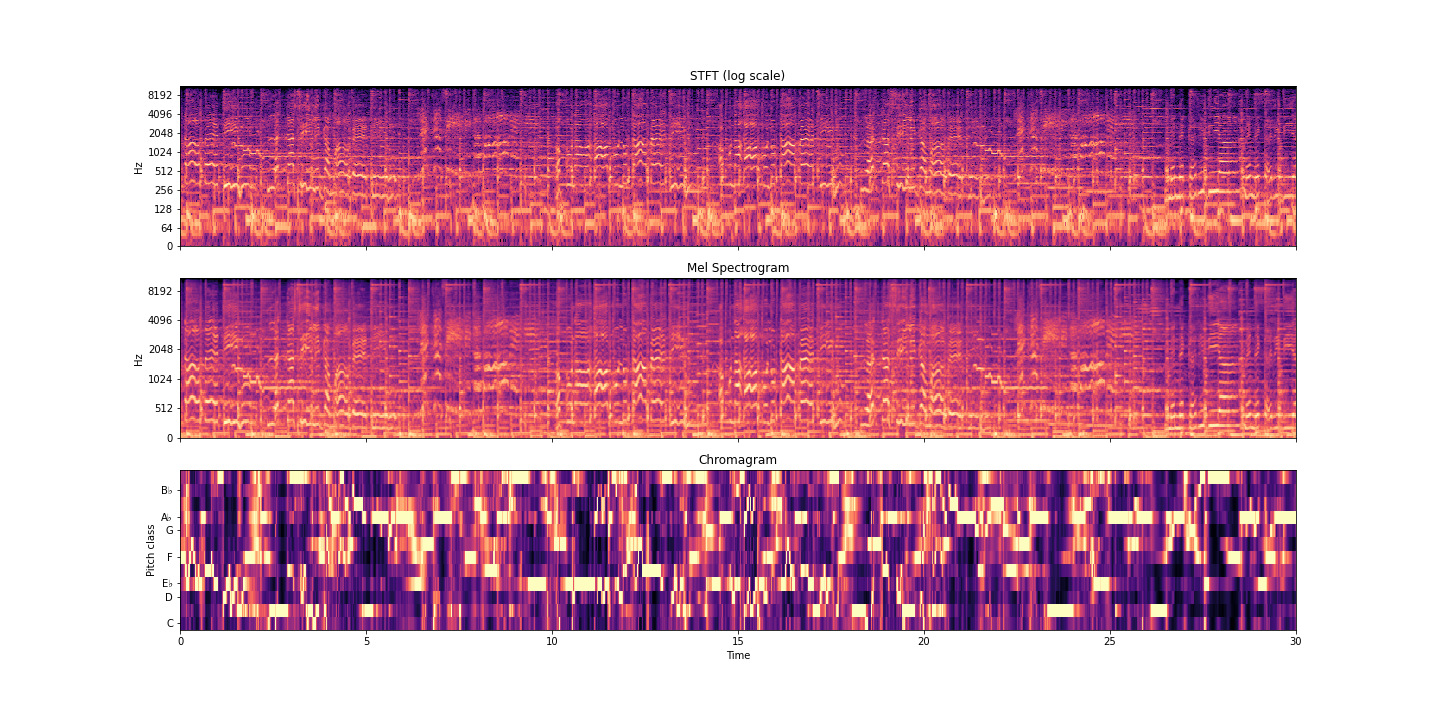 STFT (log scale)
8192
4096
2048
1024
512
256
128
64
0
Hz
Mel Spectrogram
8192
4096
2048
1024
512
0
Hz
Chromagram
B♭
A♭
G
F
E♭
D
C
Pitch class
0 5 10 15 20 25 30
Time